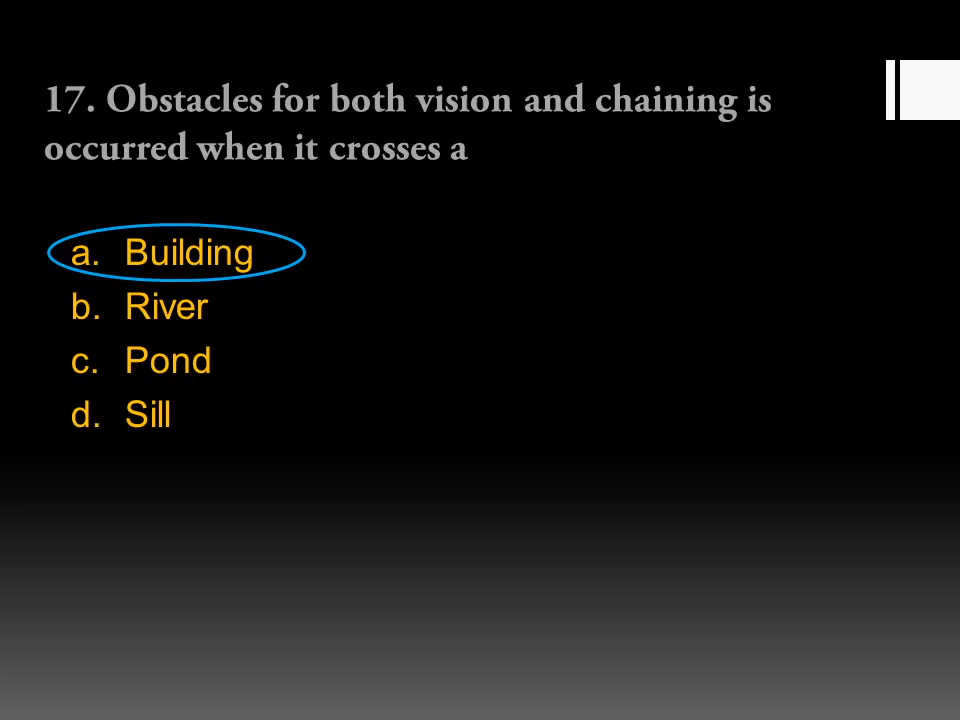 17. Obstacles for both vision and chaining is
occurred when it crosses a
a. Building
b. River
c. Pond
d. Sill